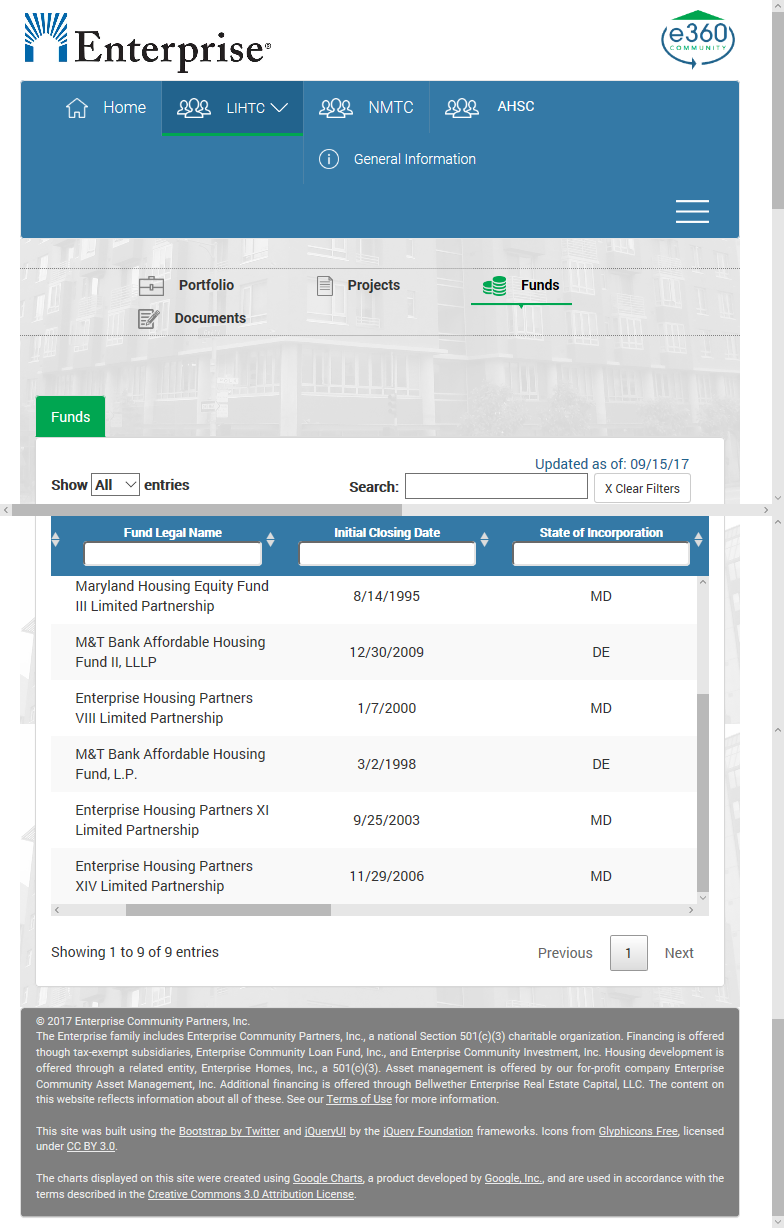 Enterprise®
e360
COMMUNITY
Home
LIHTC
NMTC
AHSC
General Information
Portfolio
Projects
Funds
Documents
Funds
Updated as of: 09/15/17
Show All entries
Search:
X Clear Filters
Fund Legal Name Initial Closing Date State of Incorporation
Maryland Housing Equity Fund
III Limited Partnership
8/14/1995
MD
M&T Bank Affordable Housing
Fund II, LLLP
12/30/2009
DE
Enterprise Housing Partners
VIII Limited Partnership
1/7/2000
MD
M&T Bank Affordable Housing
Fund, L.P.
3/2/1998
DE
Enterprise Housing Partners XI
Limited Partnership
9/25/2003
MD
Enterprise Housing Partners
XIV Limited Partnership
11/29/2006
MD
Showing 1 to 9 of 9 entries
Previous 1 Next
© 2017 Enterprise Community Partners, Inc.
The Enterprise family includes Enterprise Community Partners, Inc., a national Section 501(c)(3) charitable organization. Financing is offered
though tax-exempt subsidiaries, Enterprise Community Loan Fund, Inc., and Enterprise Community Investment, Inc. Housing development is
offered through a related entity, Enterprise Homes, Inc., a 501(c)(3). Asset management is offered by our for-profit company Enterprise
Community Asset Management, Inc. Additional financing is offered through Bellwether Enterprise Real Estate Capital, LLC. The content on
this website reflects information about all of these. See our Terms of Use for more information.
This site was built using the Bootstrap by Twitter and jQueryUI by the jQuery Foundation frameworks. Icons from Glyphicons Free, licensed
under CC BY 3.0.
The charts displayed on this site were created using Google Charts, a product developed by Google, Inc., and are used in accordance with the
terms described in the Creative Commons 3.0 Attribution License.